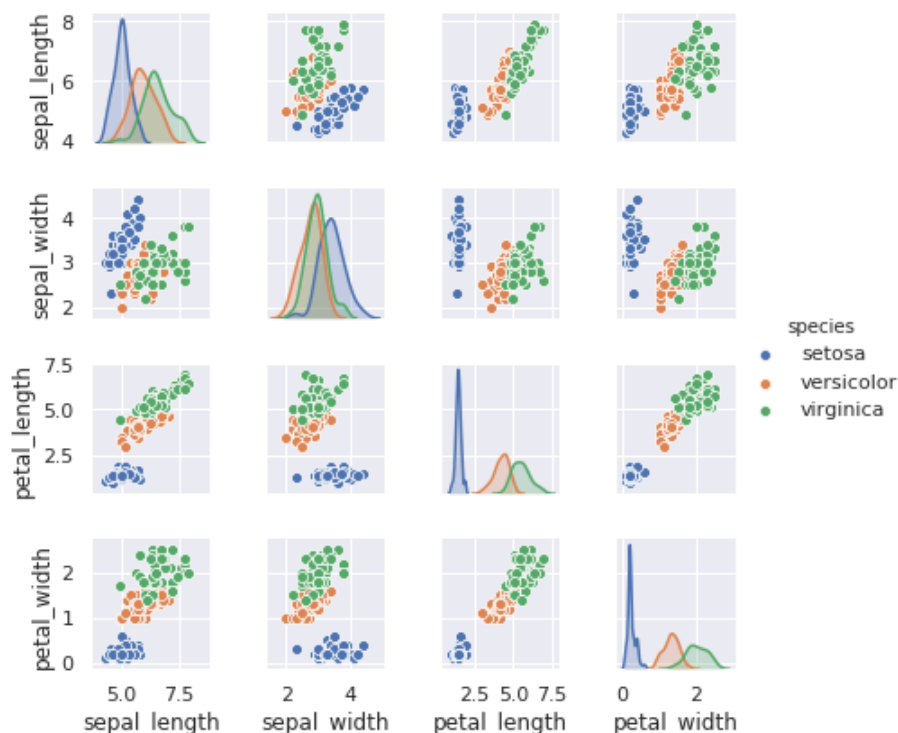 sepal_length
8
6
4
sepal_width
4
3
2
petal_length
7.5
5.0
2.5
petal_width
2
1
0
5.0 7.5
sepal_length
2 4
sepal_width
2.5 5.0 7.5
petal_length
0 2
petal_width
species
setosa
versicolor
virginica